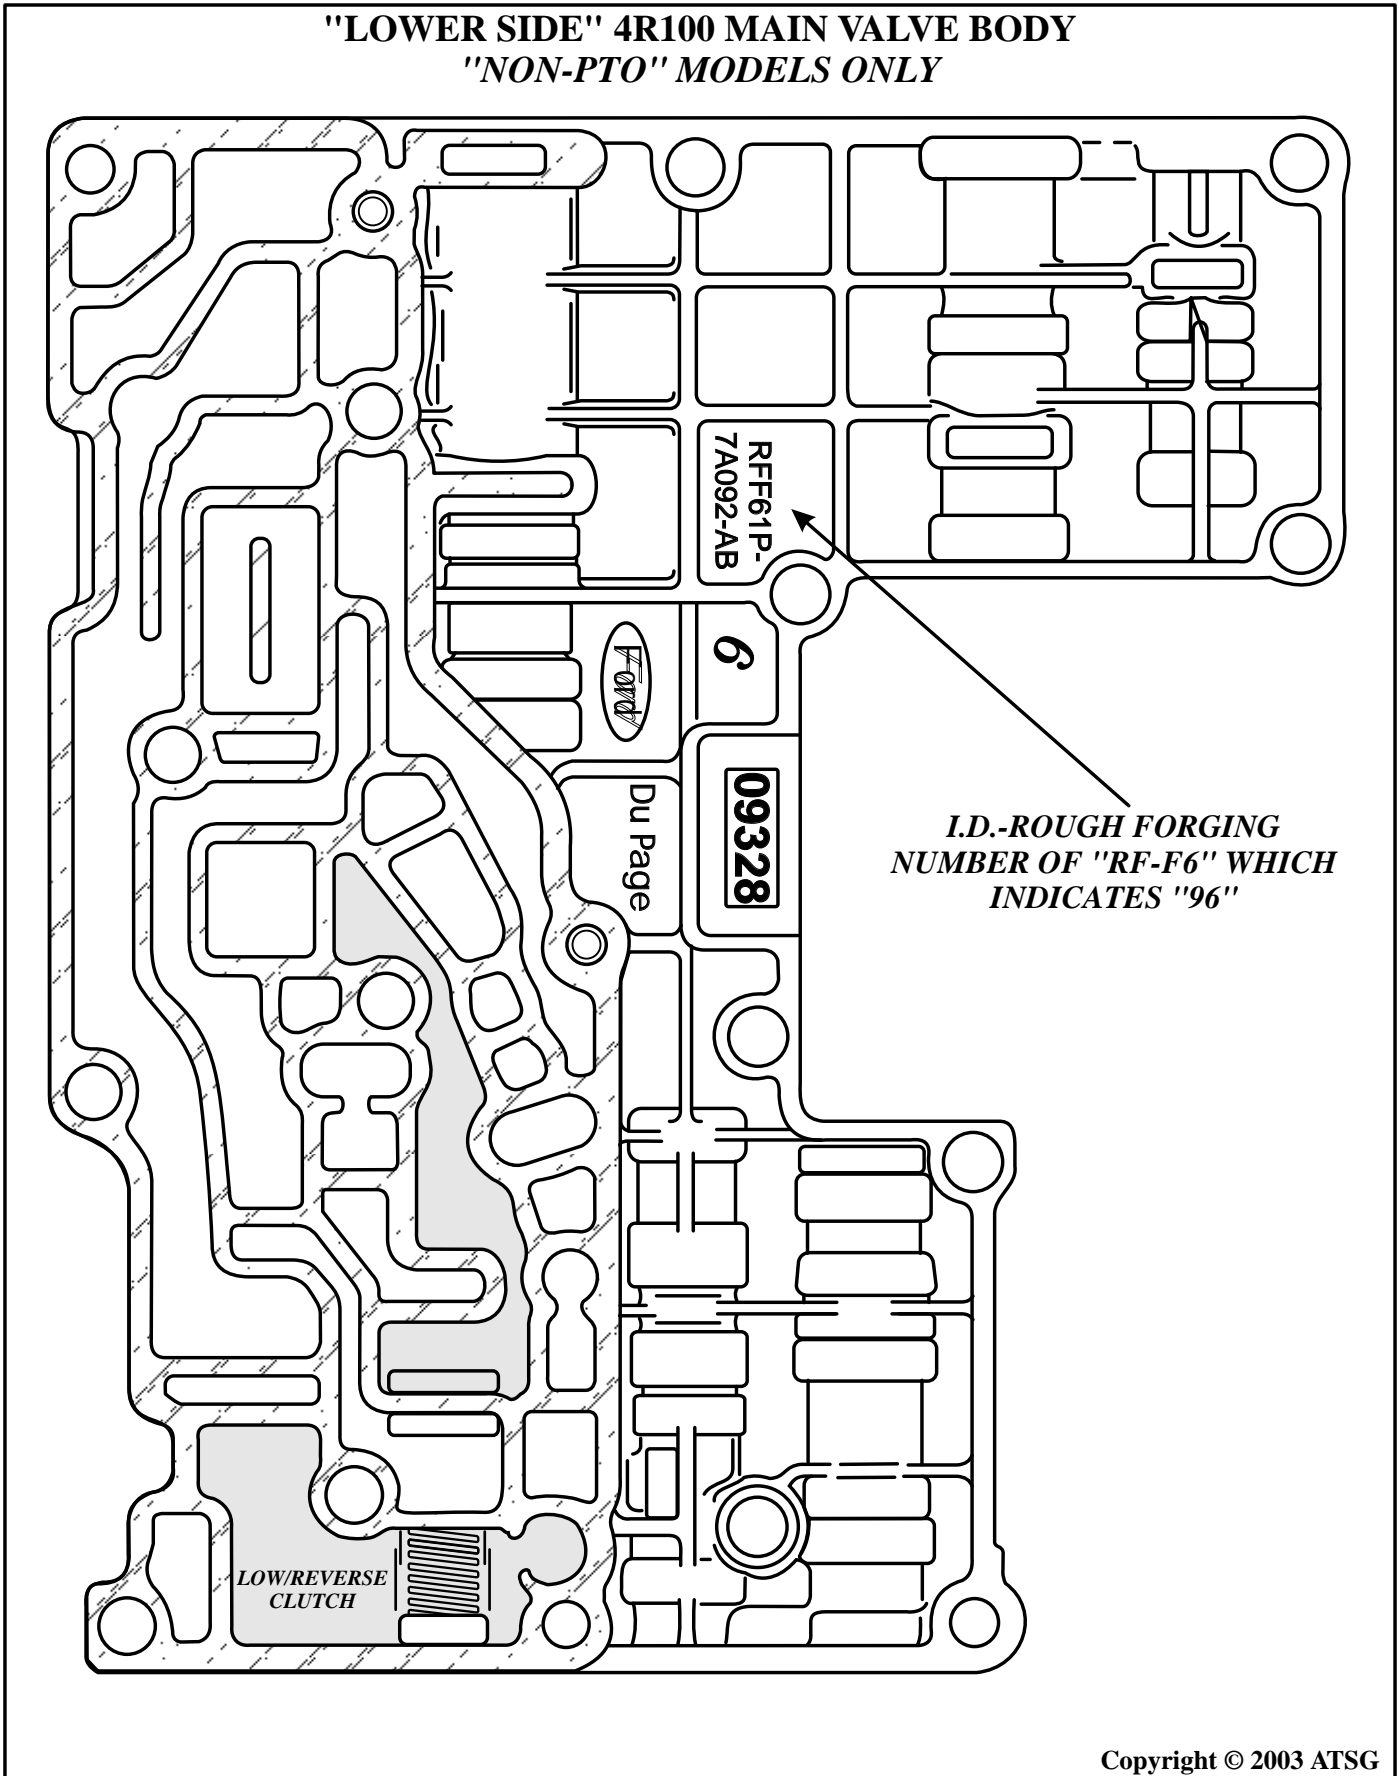 "LOWER SIDE" 4R100 MAIN VALVE BODY
"NON-PTO" MODELS ONLY
RFF61P-
7A092-AB
6
Ford
Du Page
09328
I.D.-ROUGH FORGING
NUMBER OF "RF-F6" WHICH
INDICATES "96"
LOW/REVERSE
CLUTCH
Copyright © 2003 ATSG